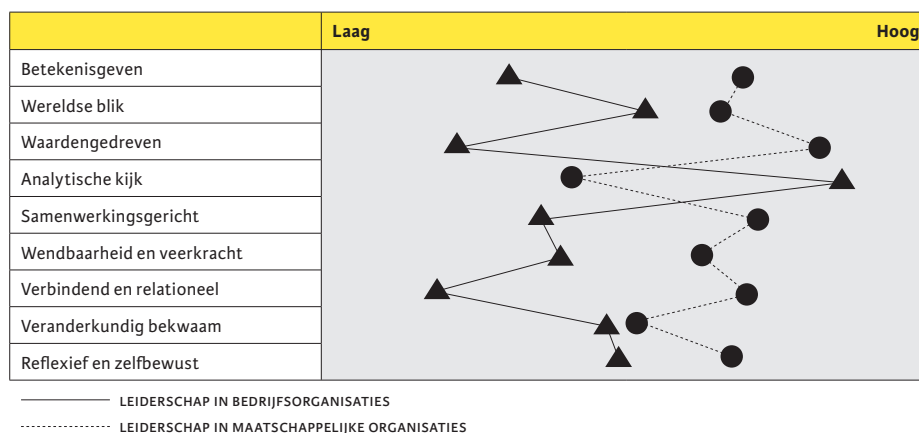 Laag Hoog
Betekenisgeven
Wereldse blik
Waardengedreven
Analytische kijk
Samenwerkingsgericht
Wendbaarheid en veerkracht
Verbindend en relationeel
Veranderkundig bekwaam
Reflexief en zelfbewust
LEIDERSCHAP IN BEDRIJFSORGANISATIES
LEIDERSCHAP IN MAATSCHAPPELIJKE ORGANISATIES